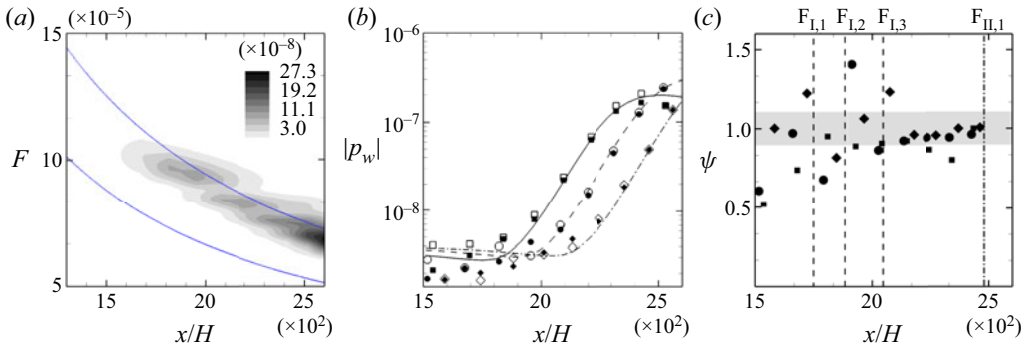 (a)
(×10⁻⁵)
15
F
10
5
(×10⁻⁸)
27.3
19.2
11.1
3.0
15
20
25
x/H
(×10²)
(b)
10⁻⁶
10⁻⁷
|p_w|
10⁻⁸
15
20
25
x/H
(×10²)
(c)
F_I,1
F_I,2
F_I,3
F_II,1
1.5
1.0
ψ
0.5
15
20
25
x/H
(×10²)